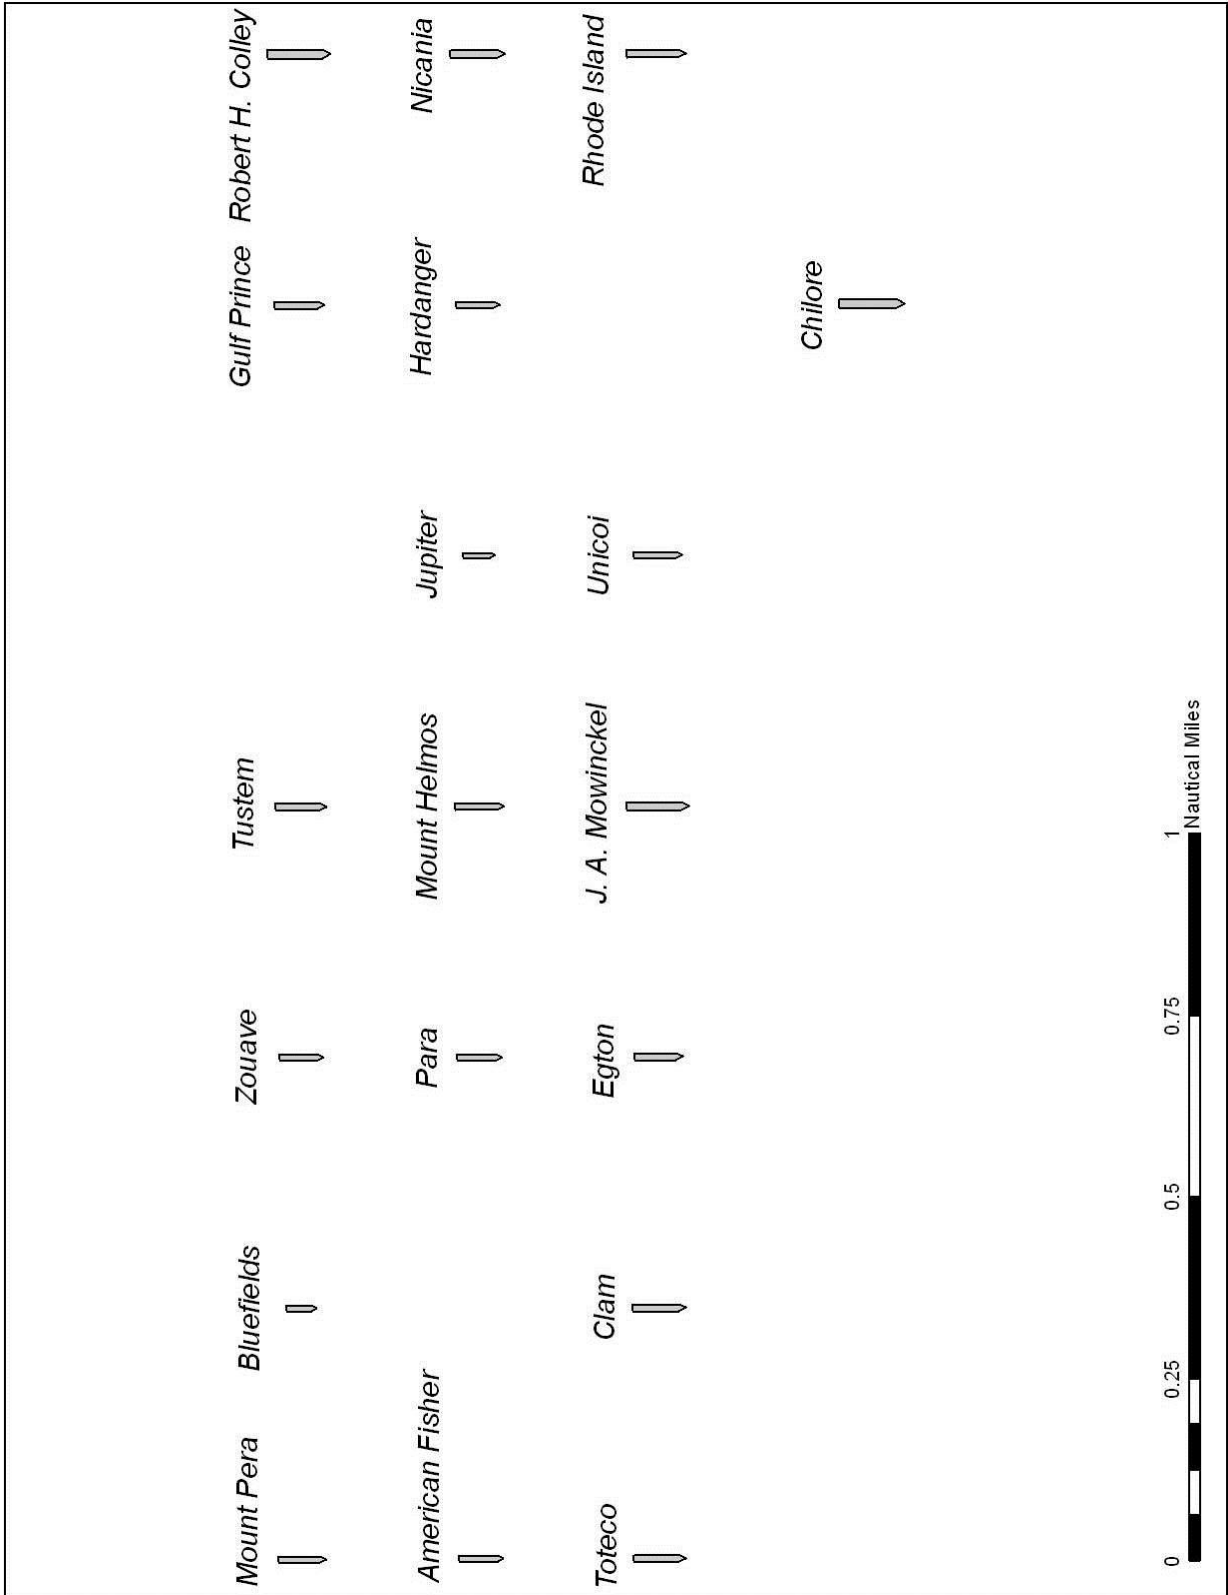 Mount Pera Bluefields Zouave Tustem Gulf Prince Robert H. Colley
American Fisher Para Mount Helmos Jupiter Hardanger Nicania
Toteco Clam Egton J. A. Mowinckel Unicoi Rhode Island
Chilore
0 0.25 0.5 0.75 1
Nautical Miles